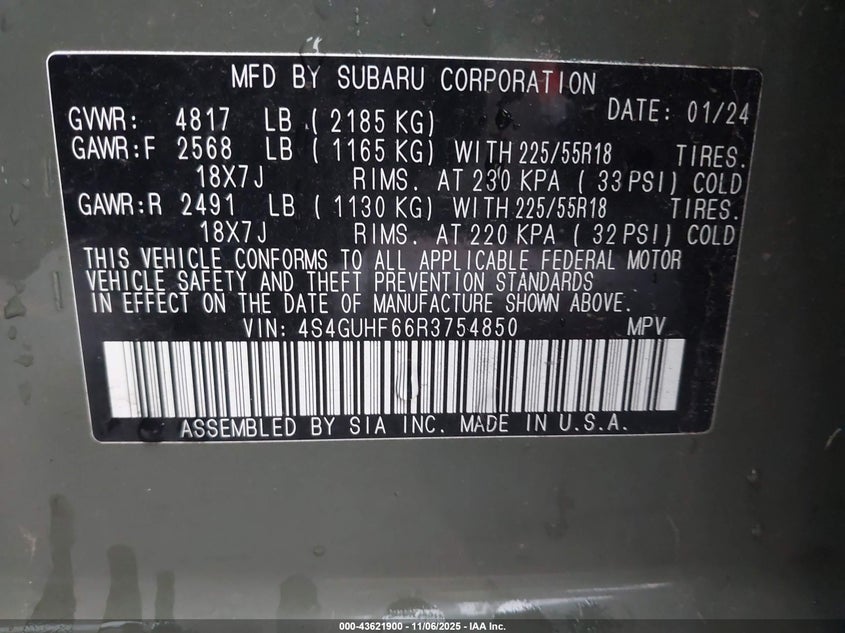 MFD BY SUBARU CORPORATION
DATE: 01/24
GVWR: 4817 LB ( 2185 KG)
GAWR:F 2568 LB ( 1165 KG) WITH 225/55R18 TIRES.
18X7J RIMS. AT 230 KPA ( 33 PSI) COLD
GAWR:R 2491 LB ( 1130 KG) WITH 225/55R18 TIRES.
18X7J RIMS. AT 220 KPA ( 32 PSI) COLD
THIS VEHICLE CONFORMS TO ALL APPLICABLE FEDERAL MOTOR
VEHICLE SAFETY AND THEFT PREVENTION STANDARDS
IN EFFECT ON THE DATE OF MANUFACTURE SHOWN ABOVE.
VIN: 4S4GUHF66R3754850 MPV
ASSEMBLED BY SIA INC. MADE IN U.S.A.
000-43621900 - 11/06/2025 - IAA Inc.